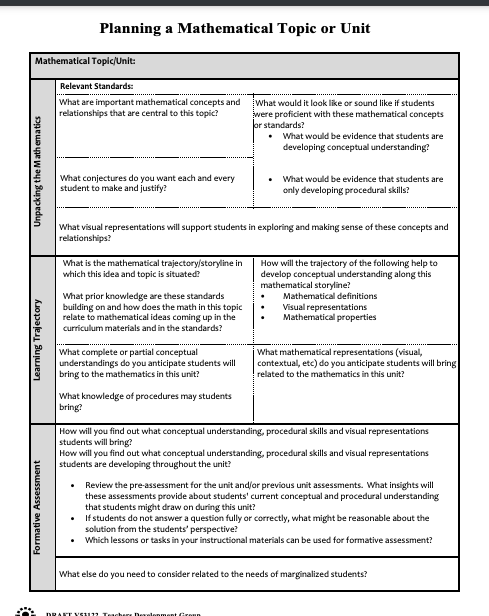 Planning a Mathematical Topic or Unit
Mathematical Topic/Unit:
Unpacking the Mathematics
Relevant Standards:
What are important mathematical concepts and
relationships that are central to this topic?
What conjectures do you want each and every
student to make and justify?
What would it look like or sound like if students
were proficient with these mathematical concepts
or standards?
• What would be evidence that students are
developing conceptual understanding?
• What would be evidence that students are
only developing procedural skills?
What visual representations will support students in exploring and making sense of these concepts and
relationships?
Learning Trajectory
What is the mathematical trajectory/storyline in
which this idea and topic is situated?
What prior knowledge are these standards
building on and how does the math in this topic
relate to mathematical ideas coming up in the
curriculum materials and in the standards?
How will the trajectory of the following help to
develop conceptual understanding along this
mathematical storyline?
• Mathematical definitions
• Visual representations
• Mathematical properties
What complete or partial conceptual
understandings do you anticipate students will
bring to the mathematics in this unit?
What knowledge of procedures may students
bring?
What mathematical representations (visual,
contextual, etc) do you anticipate students will bring
related to the mathematics in this unit?
Formative Assessment
How will you find out what conceptual understanding, procedural skills and visual representations
students will bring?
How will you find out what conceptual understanding, procedural skills and visual representations
students are developing throughout the unit?
• Review the pre-assessment for the unit and/or previous unit assessments. What insights will
these assessments provide about students' current conceptual and procedural understanding
that students might draw on during this unit?
• If students do not answer a question fully or correctly, what might be reasonable about the
solution from the students' perspective?
• Which lessons or tasks in your instructional materials can be used for formative assessment?
What else do you need to consider related to the needs of marginalized students?
DRAFT Teachers Development Group